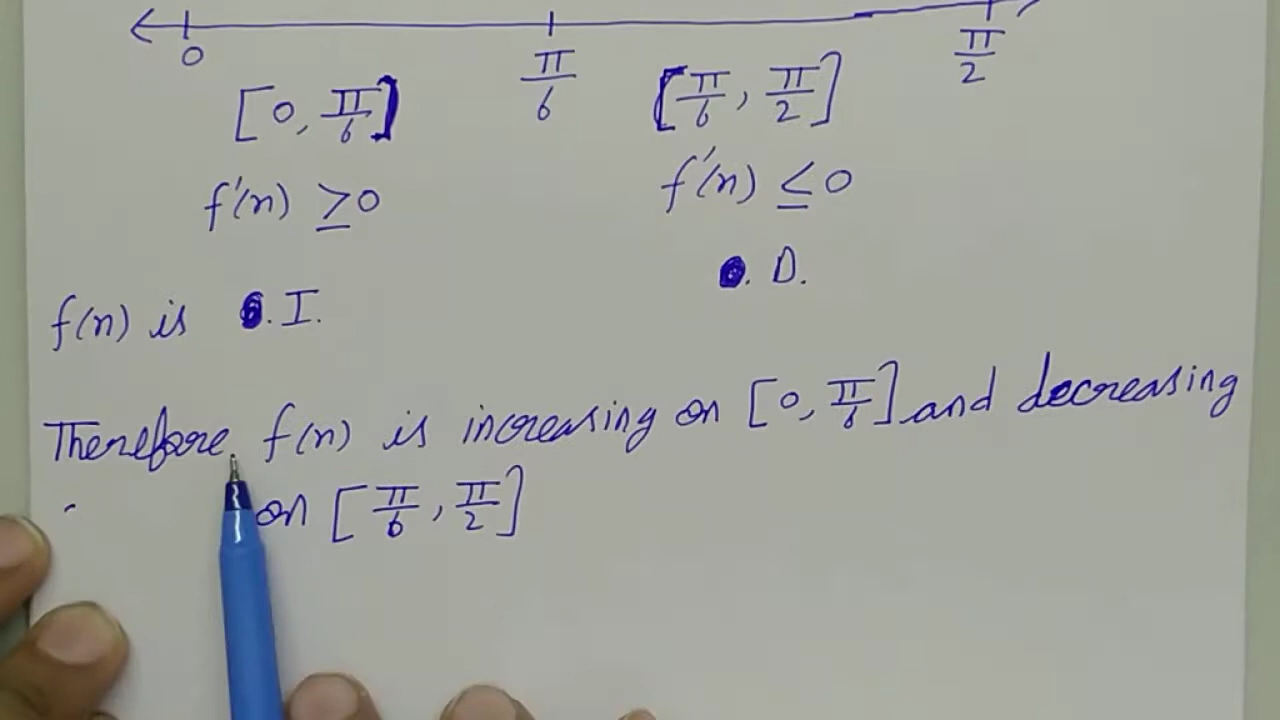 0 π/6 π/2
[0, π/6] [π/6, π/2]
f'(n) ≥0 f'(n) ≤0
. D.
f(n) is . I.
Therefore f(n) is increasing on [0, π/6] and decreasing
on [π/6, π/2]